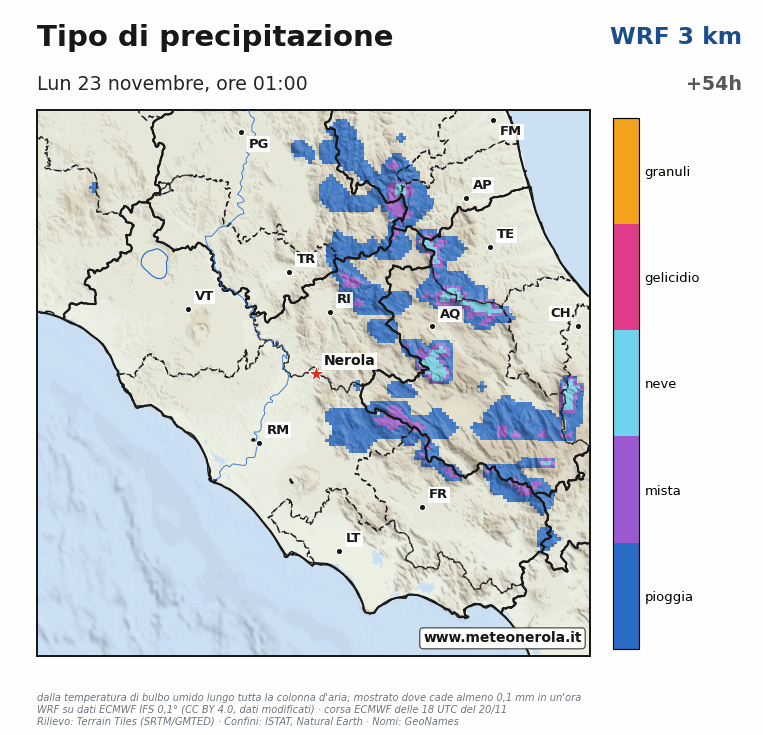 Tipo di precipitazione
WRF 3 km
Lun 23 novembre, ore 01:00
+54h
FM
PG
AP
TE
TR
VT
RI
AQ
CH
Nerola
RM
FR
LT
www.meteonerola.it
granuli
gelicidio
neve
mista
pioggia
dalla temperatura di bulbo umido lungo tutta la colonna d'aria; mostrato dove cade almeno 0,1 mm in un'ora
WRF su dati ECMWF IFS 0,1° (CC BY 4.0, dati modificati) · corsa ECMWF delle 18 UTC del 20/11
Rilievo: Terrain Tiles (SRTM/GMTED) · Confini: ISTAT, Natural Earth · Nomi: GeoNames